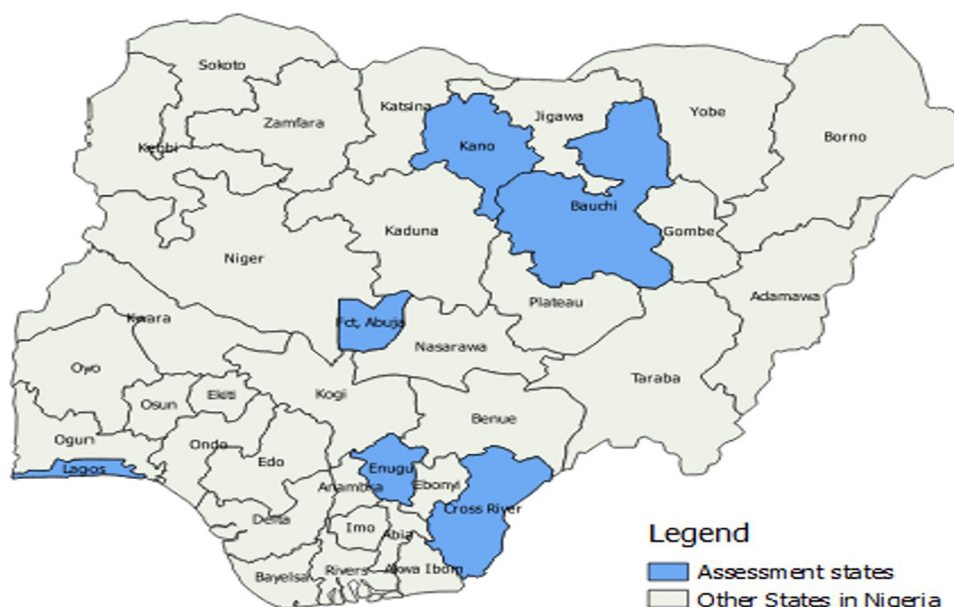 Sokoto
Katsina
Jigawa
Yobe
Zamfara
Borno
Kebbi
Kano
Bauchi
Kaduna
Gombe
Niger
Adamawa
Plateau
Kwara
Fct, Abuja
Nasarawa
Oyo
Taraba
Osun
Ekiti
Kogi
Benue
Ogun
Ondo
Edo
Lagos
Enugu
Anambra
Ebonyi
Cross River
Delta
Imo
Abia
Bayelsa
Rivers
Akwa Ibom
Legend
Assessment states
Other States in Nigeria